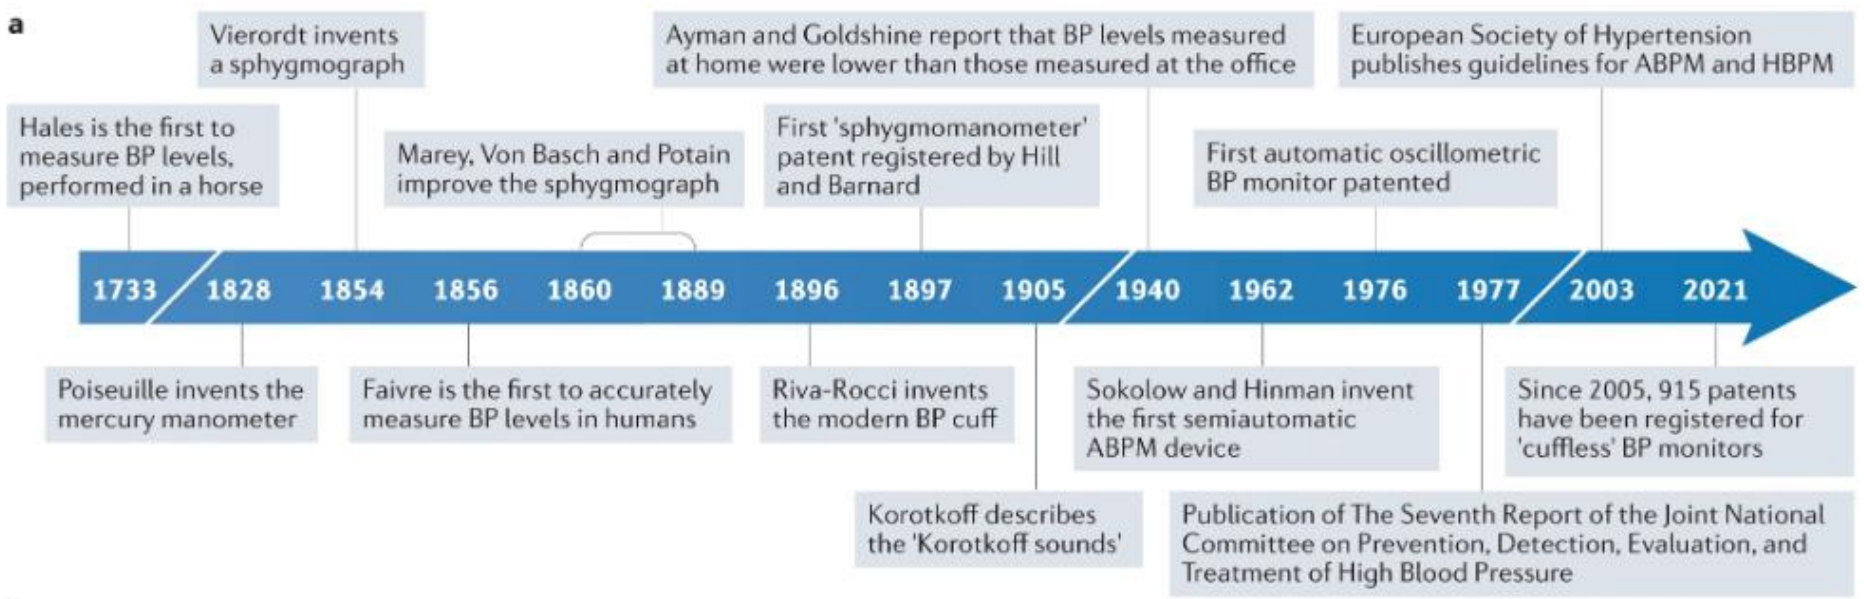 a
Vierordt invents
a sphygmograph
Ayman and Goldshine report that BP levels measured
at home were lower than those measured at the office
European Society of Hypertension
publishes guidelines for ABPM and HBPM
Hales is the first to
measure BP levels,
performed in a horse
Marey, Von Basch and Potain
improve the sphygmograph
First 'sphygmomanometer'
patent registered by Hill
and Barnard
First automatic oscillometric
BP monitor patented
1733 1828 1854 1856 1860 1889 1896 1897 1905 1940 1962 1976 1977 2003 2021
Poiseuille invents the
mercury manometer
Faivre is the first to accurately
measure BP levels in humans
Riva-Rocci invents
the modern BP cuff
Sokolow and Hinman invent
the first semiautomatic
ABPM device
Since 2005, 915 patents
have been registered for
'cuffless' BP monitors
Korotkoff describes
the 'Korotkoff sounds'
Publication of The Seventh Report of the Joint National
Committee on Prevention, Detection, Evaluation, and
Treatment of High Blood Pressure